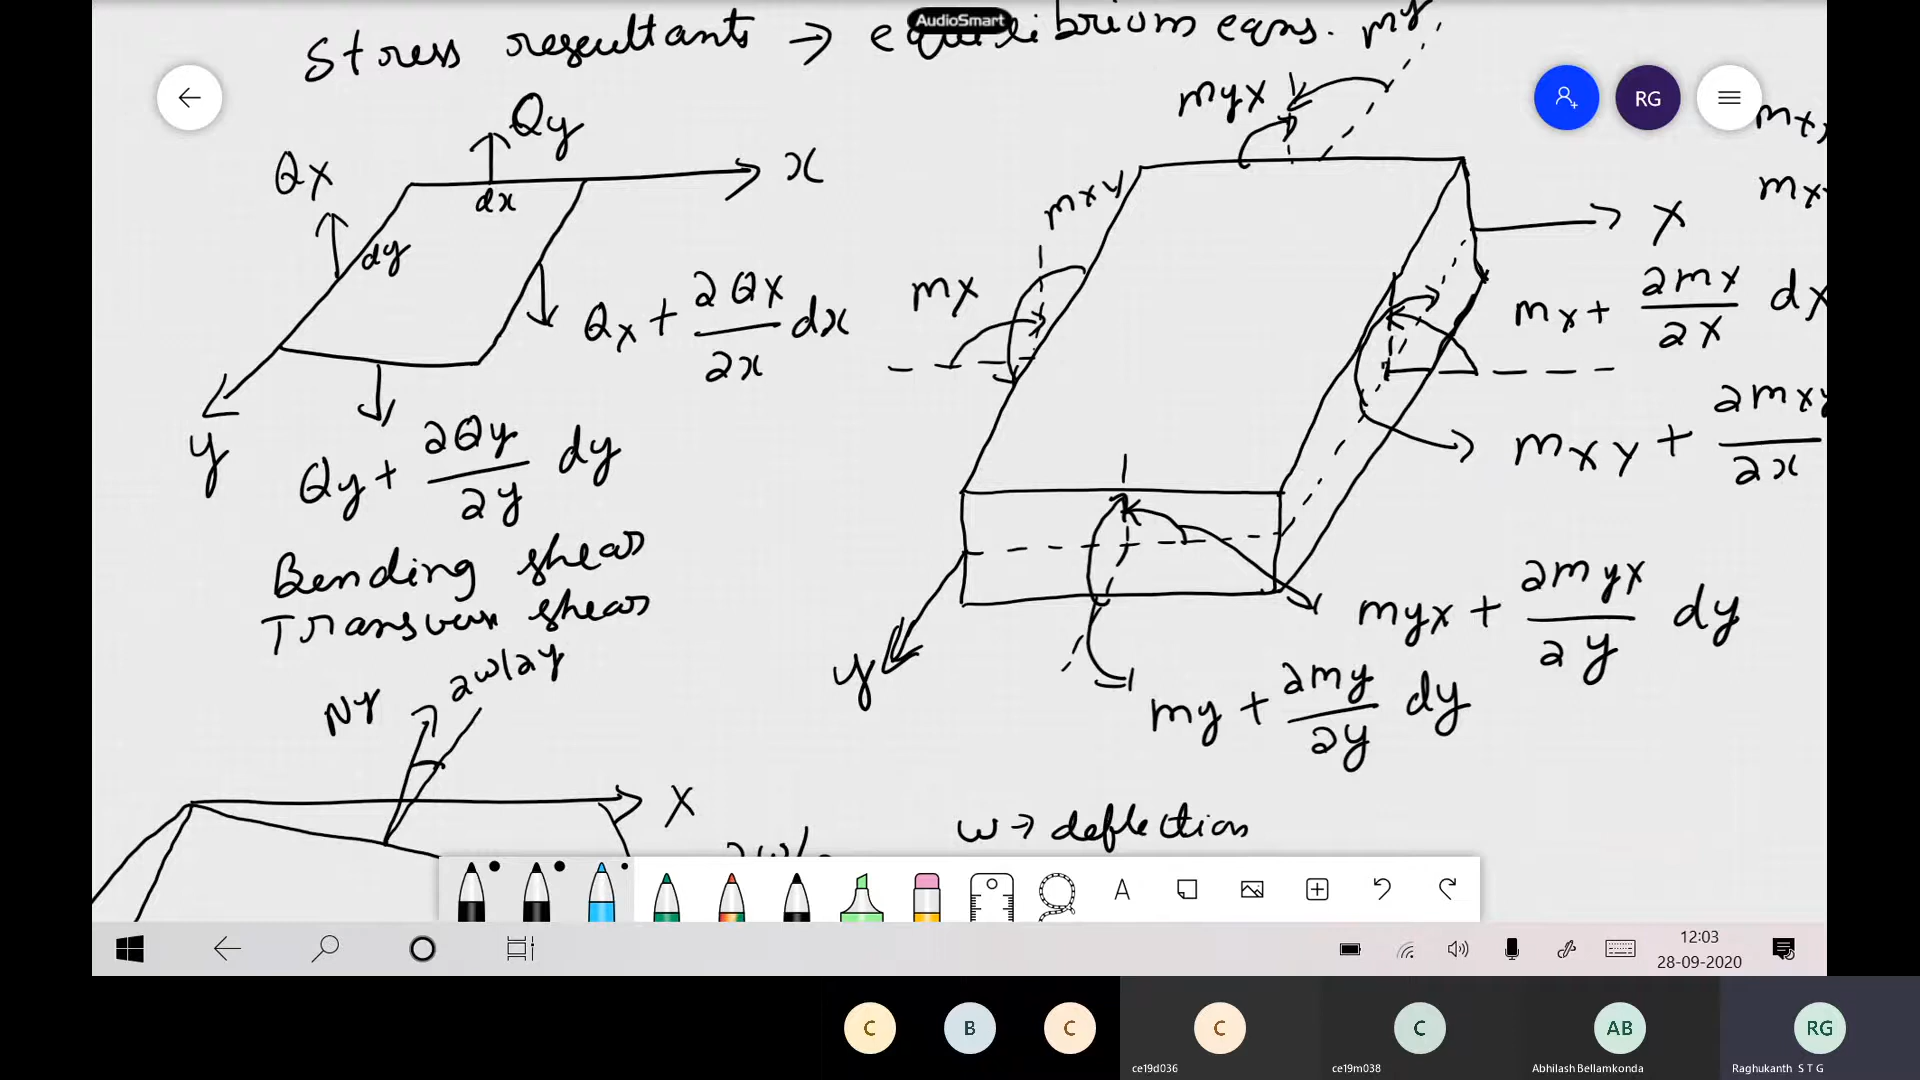 Stress resultants → equilibrium eqns.
AudioSmart
my
myx
RG
Qy
Qx
dx
x
dy
Qx + ∂Qx/∂x dx
y
Qy + ∂Qy/∂y dy
Bending shear
Transver shear
mxy
mx
X
mx + ∂mx/∂x dx
mxy + ∂mxy/∂x
myx + ∂myx/∂y dy
y
my + ∂my/∂y dy
Ny
∂w/∂y
X
w → deflection
A
12:03
28-09-2020
C
B
C
C
C
AB
RG
ce19d036
ce19m038
Abhilash Bellamkonda
Raghukanth S T G